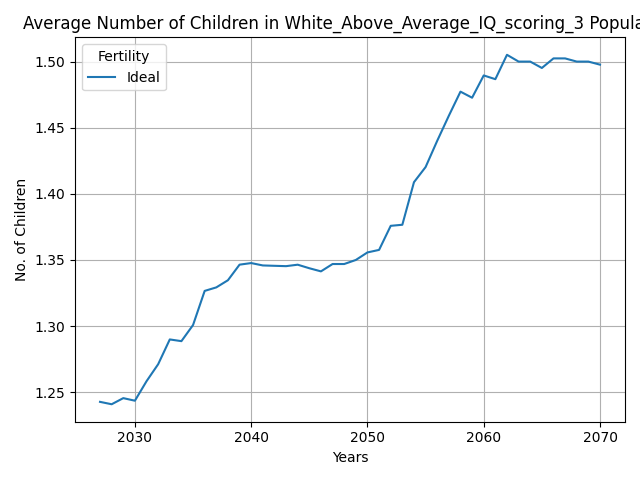 Average Number of Children in White_Above_Average_IQ_scoring_3 Popula
Fertility
Ideal
No. of Children
1.50
1.45
1.40
1.35
1.30
1.25
2030 2040 2050 2060 2070
Years